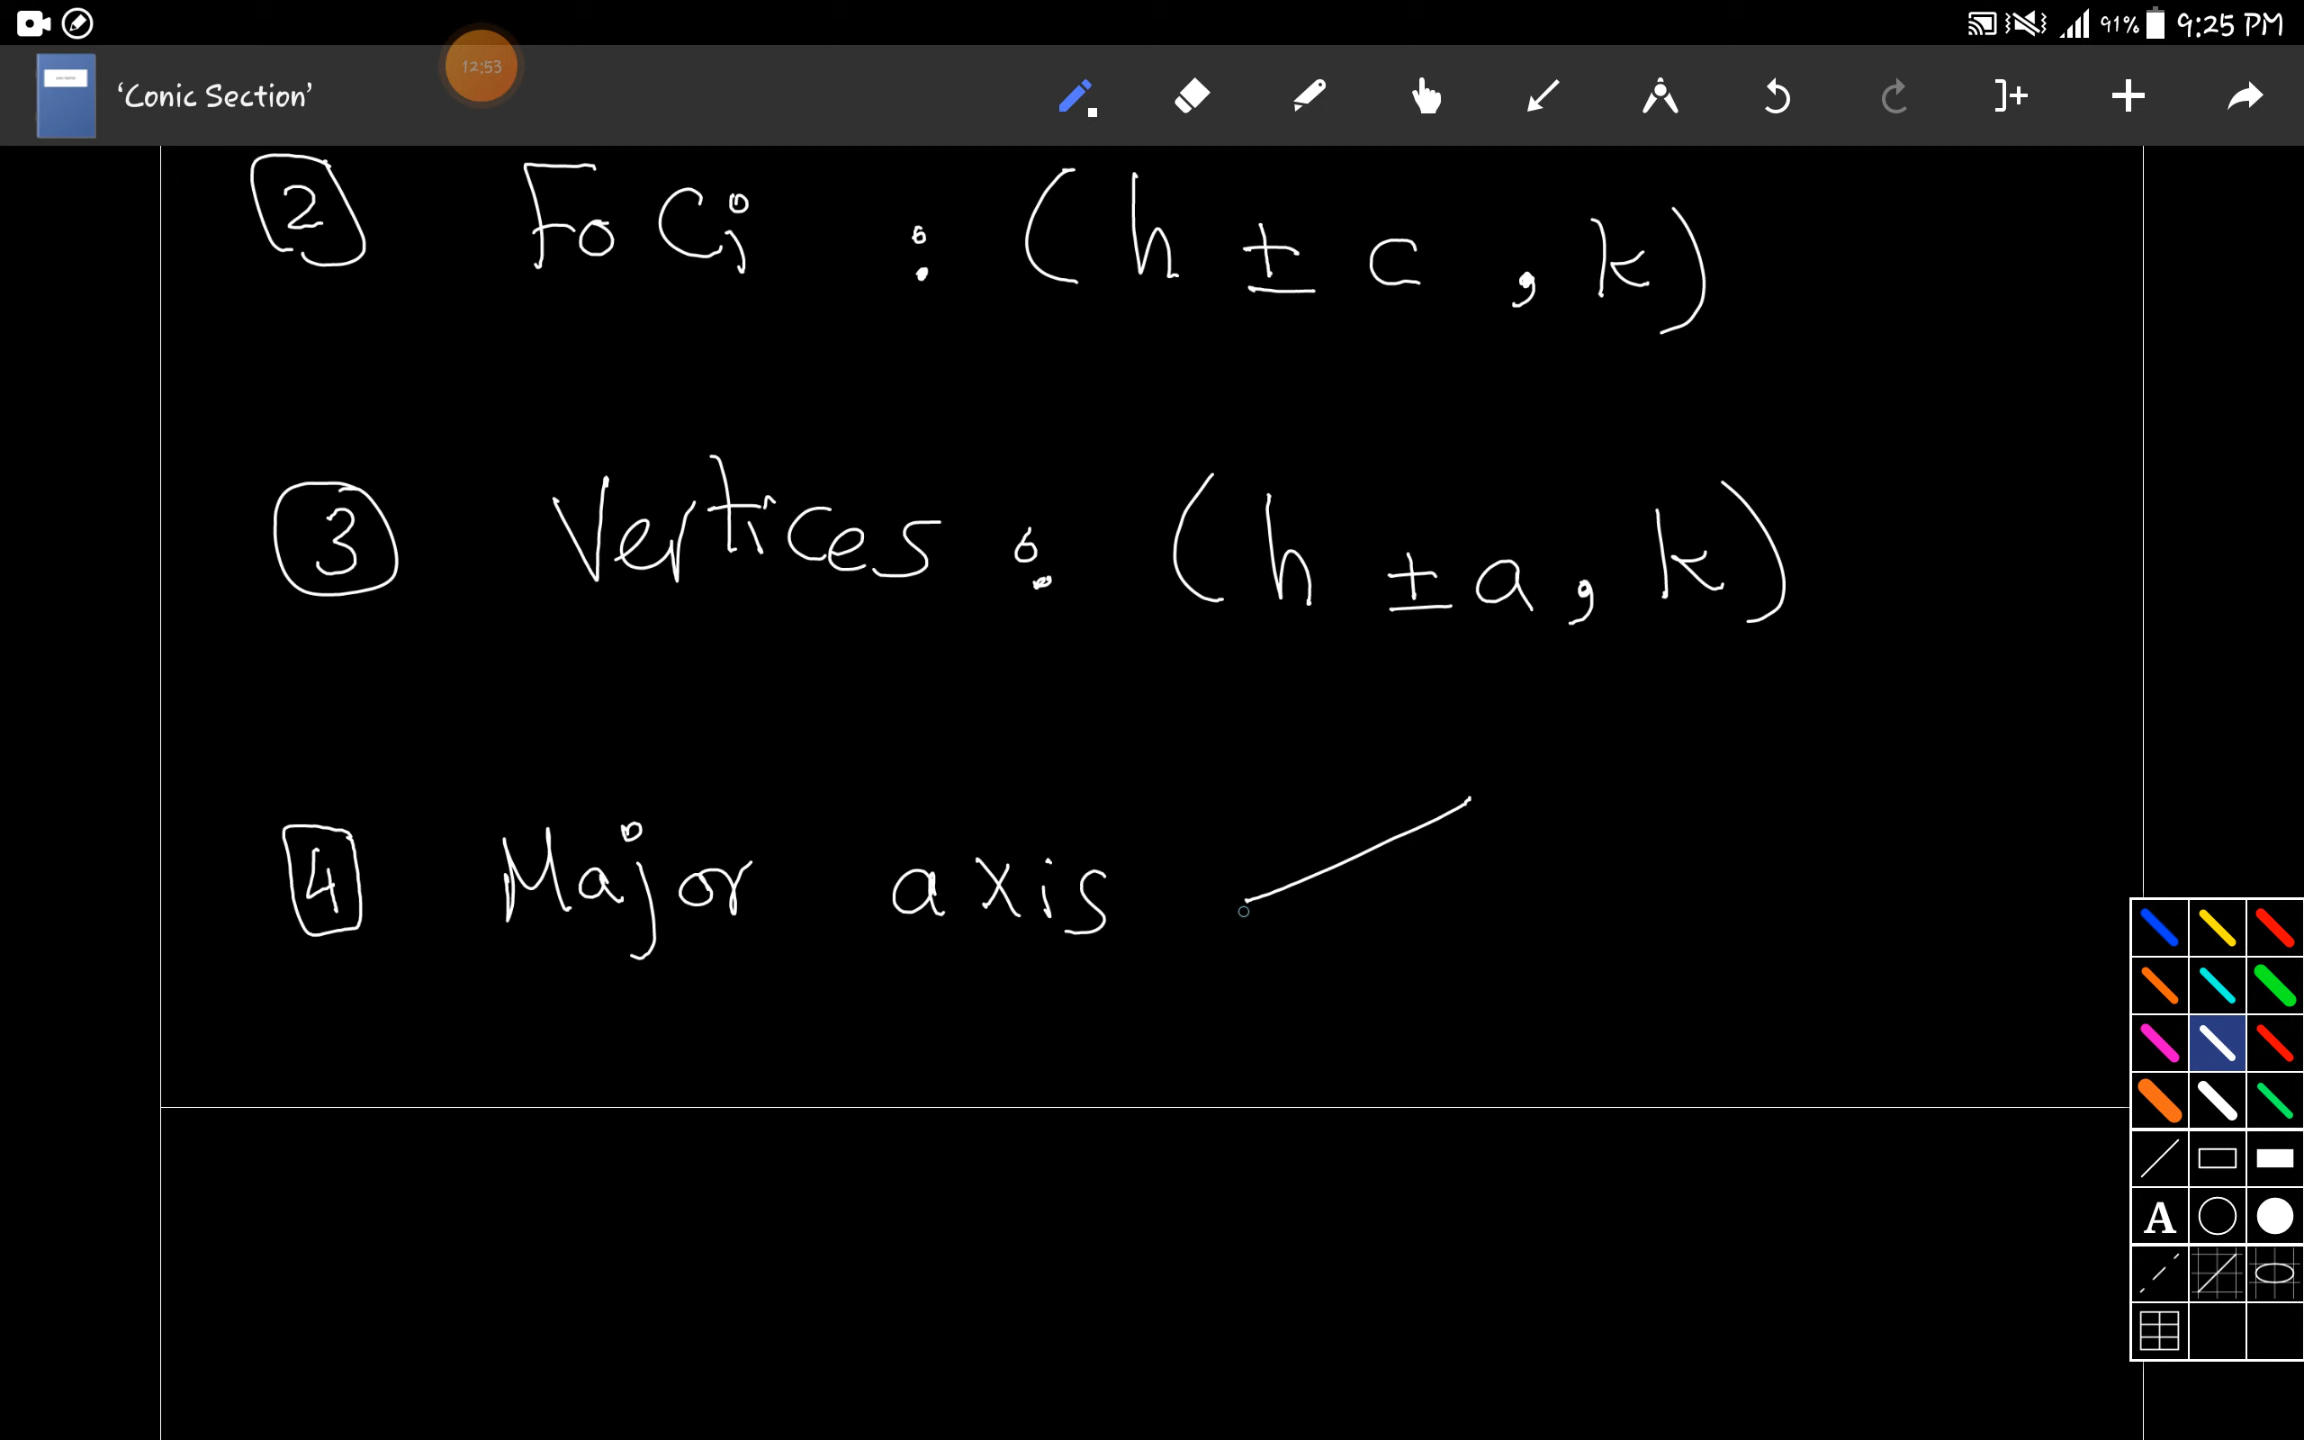 91% 9:25 PM
'Conic Section' 12:53
2 Foci : (h ± c , k)
3 Vertices : (h ± a , k)
4 Major axis
A